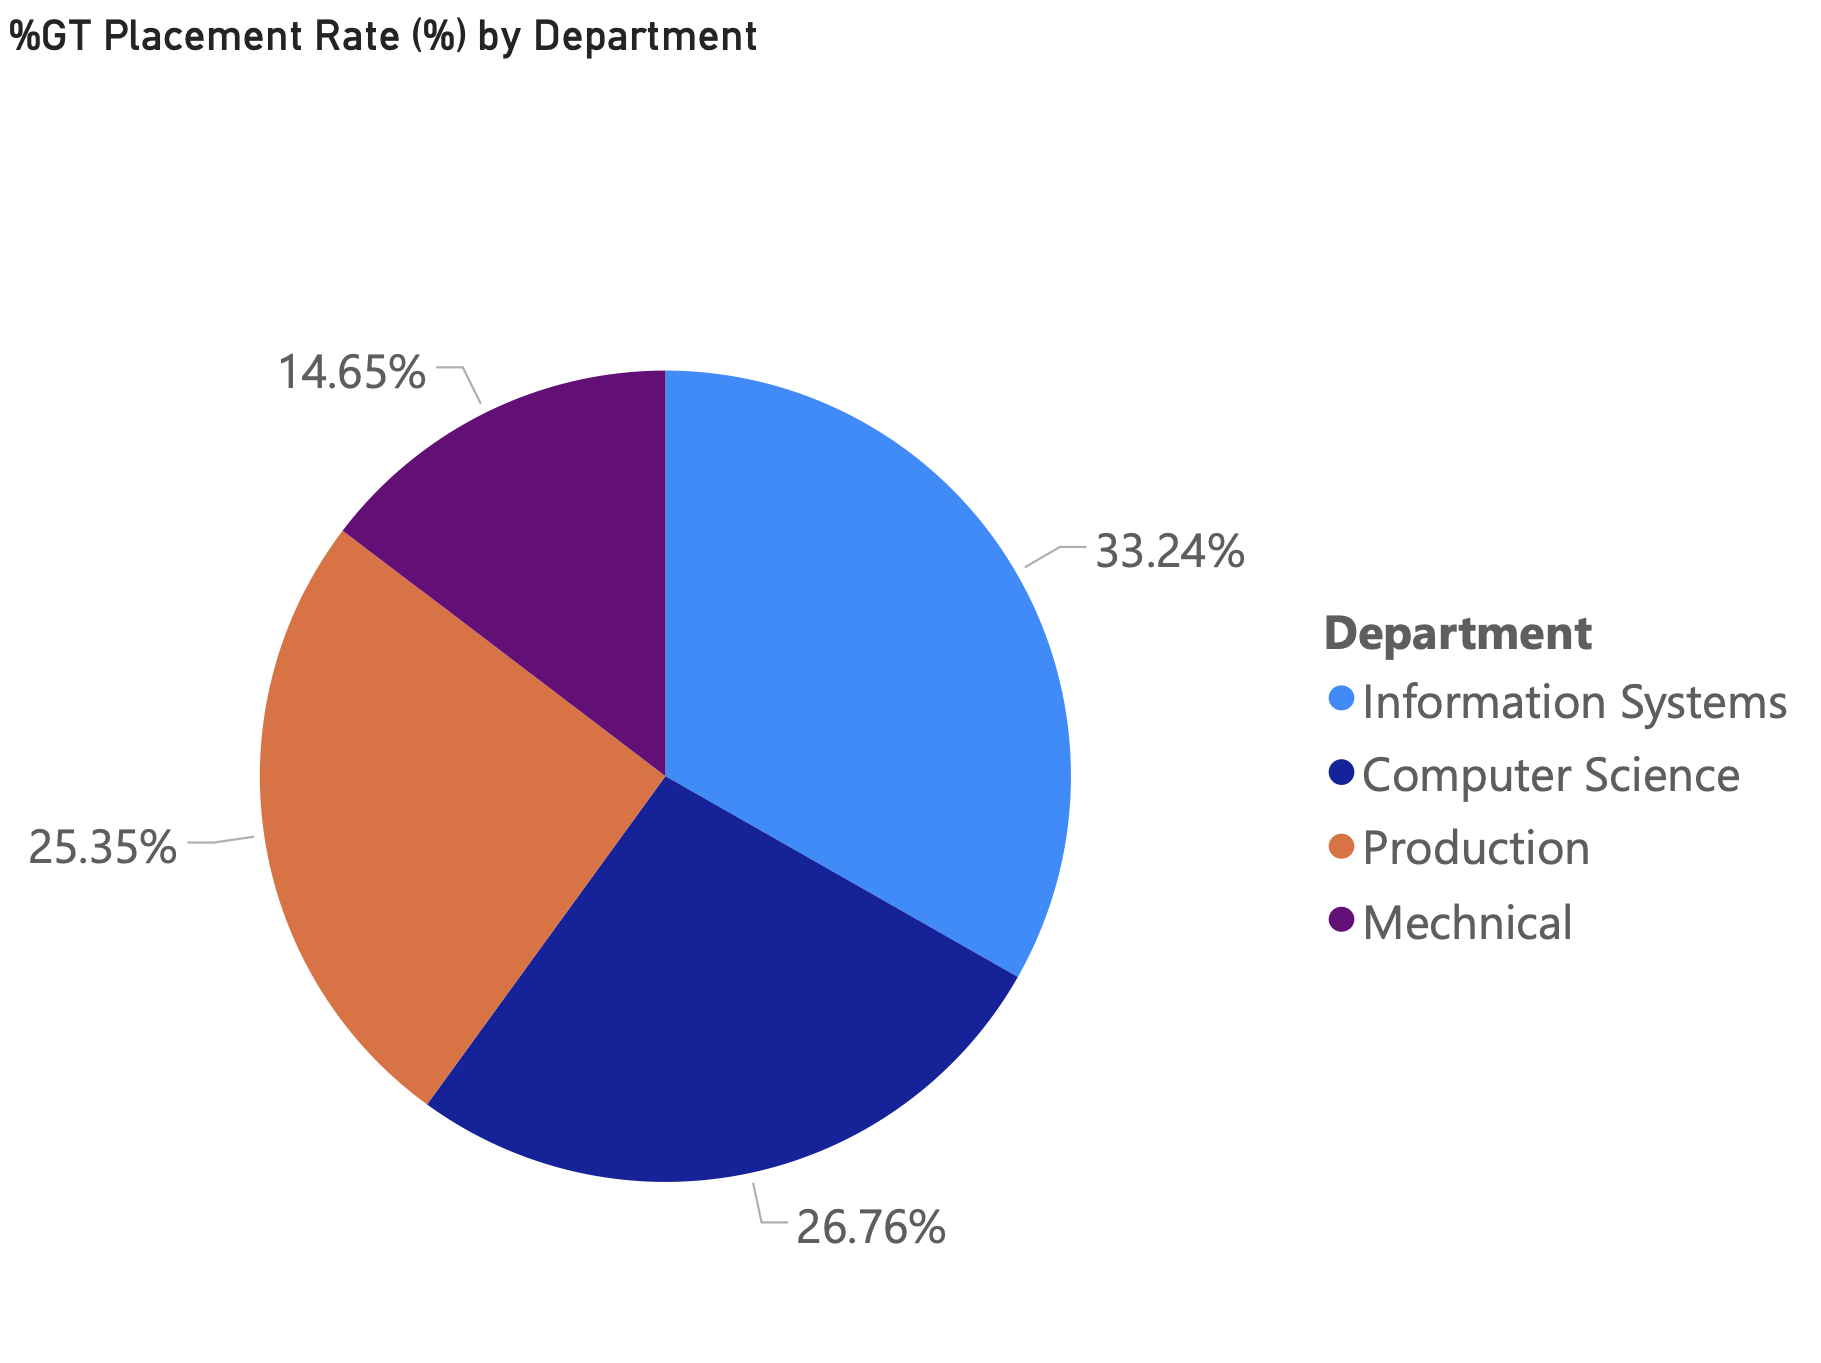 %GT Placement Rate (%) by Department
14.65%
33.24%
25.35%
26.76%
Department
Information Systems
Computer Science
Production
Mechnical